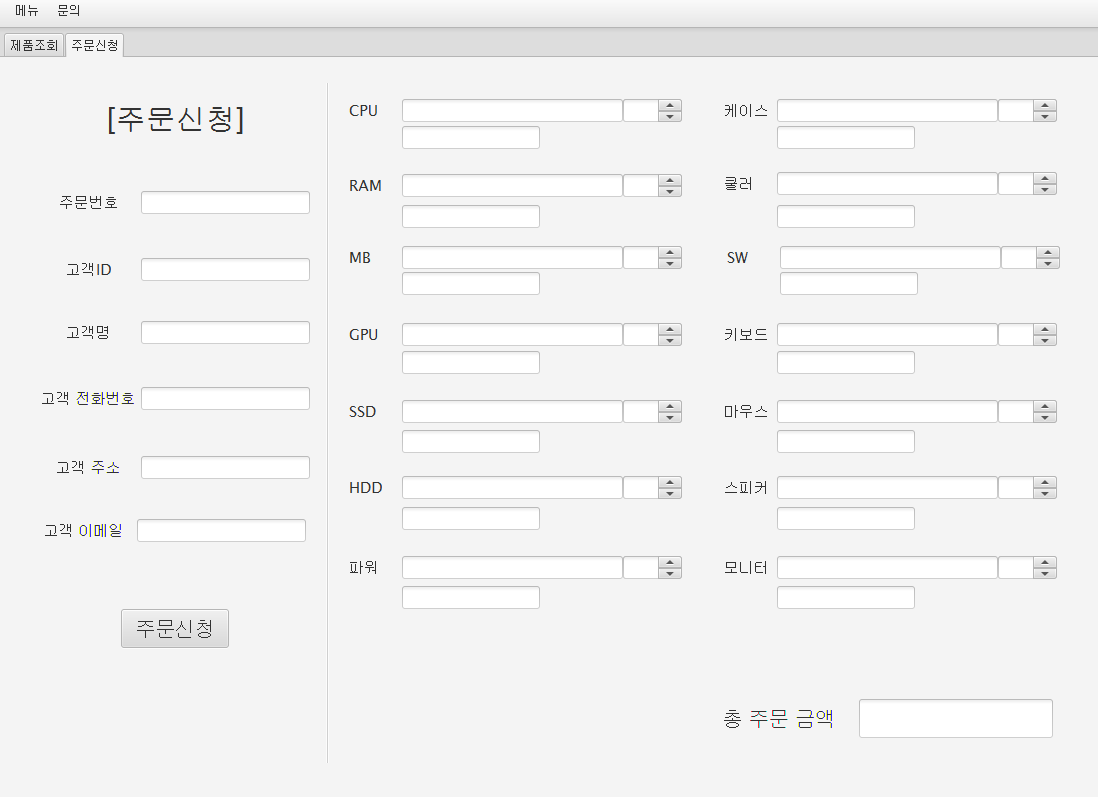 메뉴 문의
제품조회 주문신청
[주문신청]
주문번호
고객ID
고객명
고객 전화번호
고객 주소
고객 이메일
주문신청
CPU
RAM
MB
GPU
SSD
HDD
파워
케이스
쿨러
SW
키보드
마우스
스피커
모니터
총 주문 금액